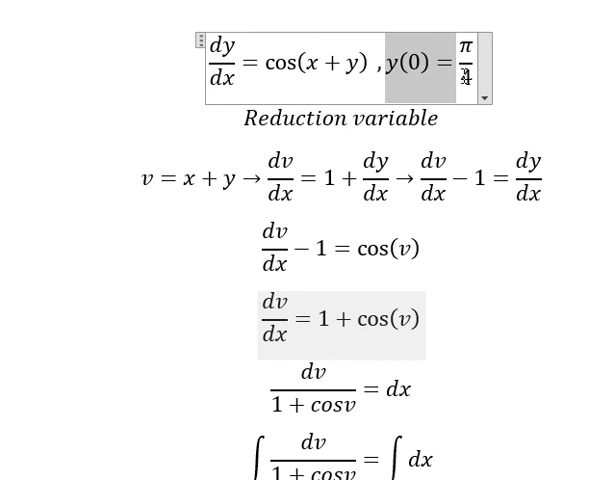 dy/dx = cos(x + y) , y(0) = π/4
Reduction variable
v = x + y → dv/dx = 1 + dy/dx → dv/dx − 1 = dy/dx
dv/dx − 1 = cos(v)
dv/dx = 1 + cos(v)
dv/(1 + cosv) = dx
∫ dv/(1 + cosv) = ∫ dx